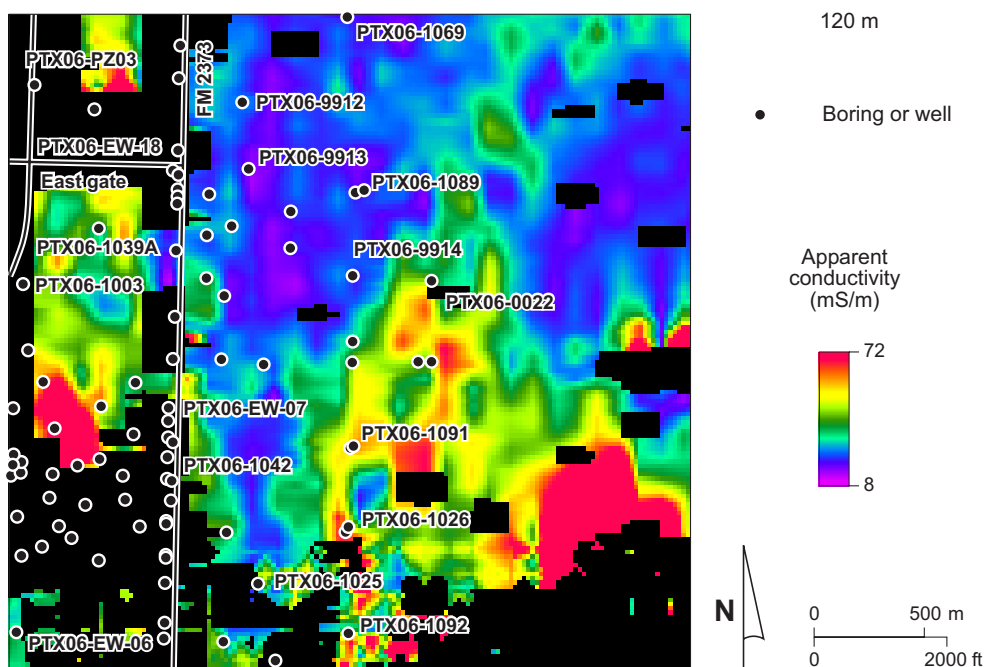 PTX06-1069
PTX06-PZ03
FM 2373
PTX06-9912
PTX06-EW-18
PTX06-9913
East gate
PTX06-1089
PTX06-1039A
PTX06-9914
PTX06-1003
PTX06-0022
PTX06-EW-07
PTX06-1091
PTX06-1042
PTX06-1026
PTX06-1025
PTX06-1092
PTX06-EW-06
120 m
Boring or well
Apparent
conductivity
(mS/m)
72
8
N
0 500 m
0 2000 ft